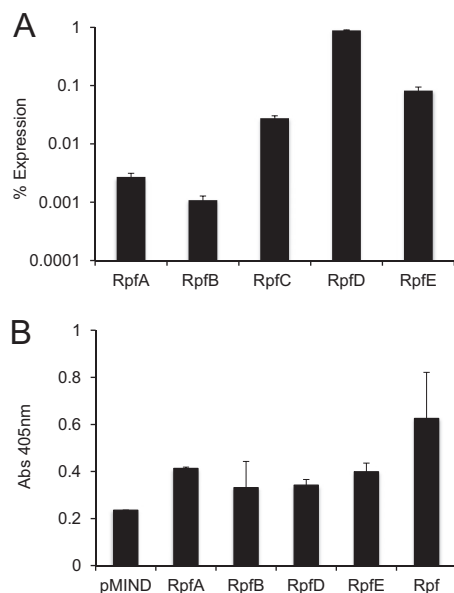 A
% Expression
1
0.1
0.01
0.001
0.0001
RpfA RpfB RpfC RpfD RpfE
B
Abs 405nm
1
0.8
0.6
0.4
0.2
0
pMIND RpfA RpfB RpfD RpfE Rpf